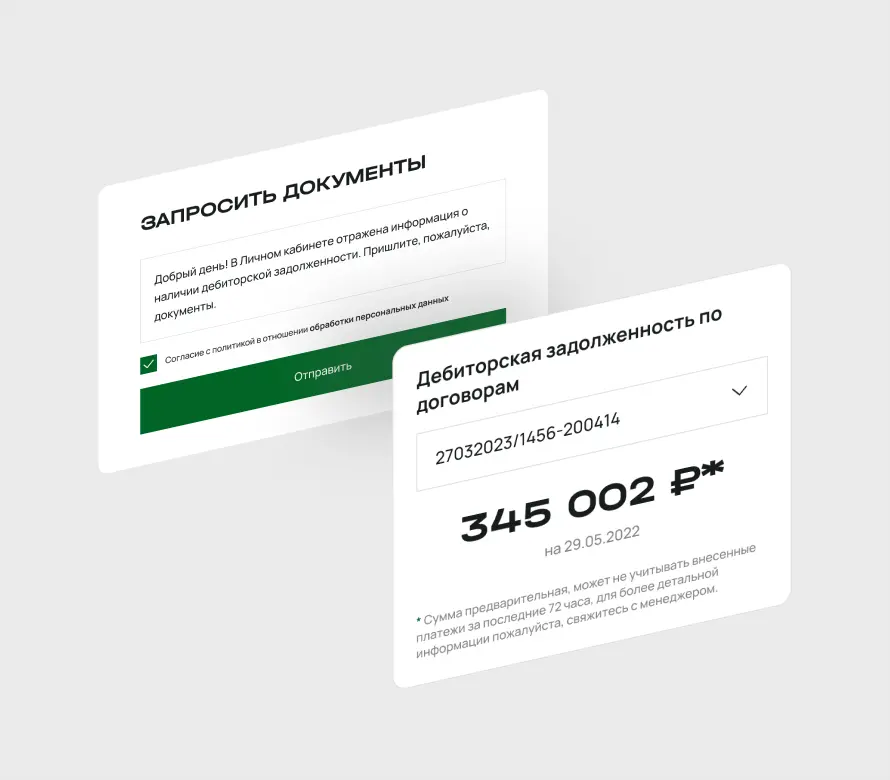 ЗАПРОСИТЬ ДОКУМЕНТЫ
Добрый день! В Личном кабинете отражена информация о
наличии дебиторской задолженности. Пришлите, пожалуйста,
документы.
Согласие с политикой в отношении обработки персональных данных
Отправить
Дебиторская задолженность по
договорам
27032023/1456-200414
345 002 ₽*
на 29.05.2022
* Сумма предварительная, может не учитывать внесенные
платежи за последние 72 часа, для более детальной
информации пожалуйста, свяжитесь с менеджером.